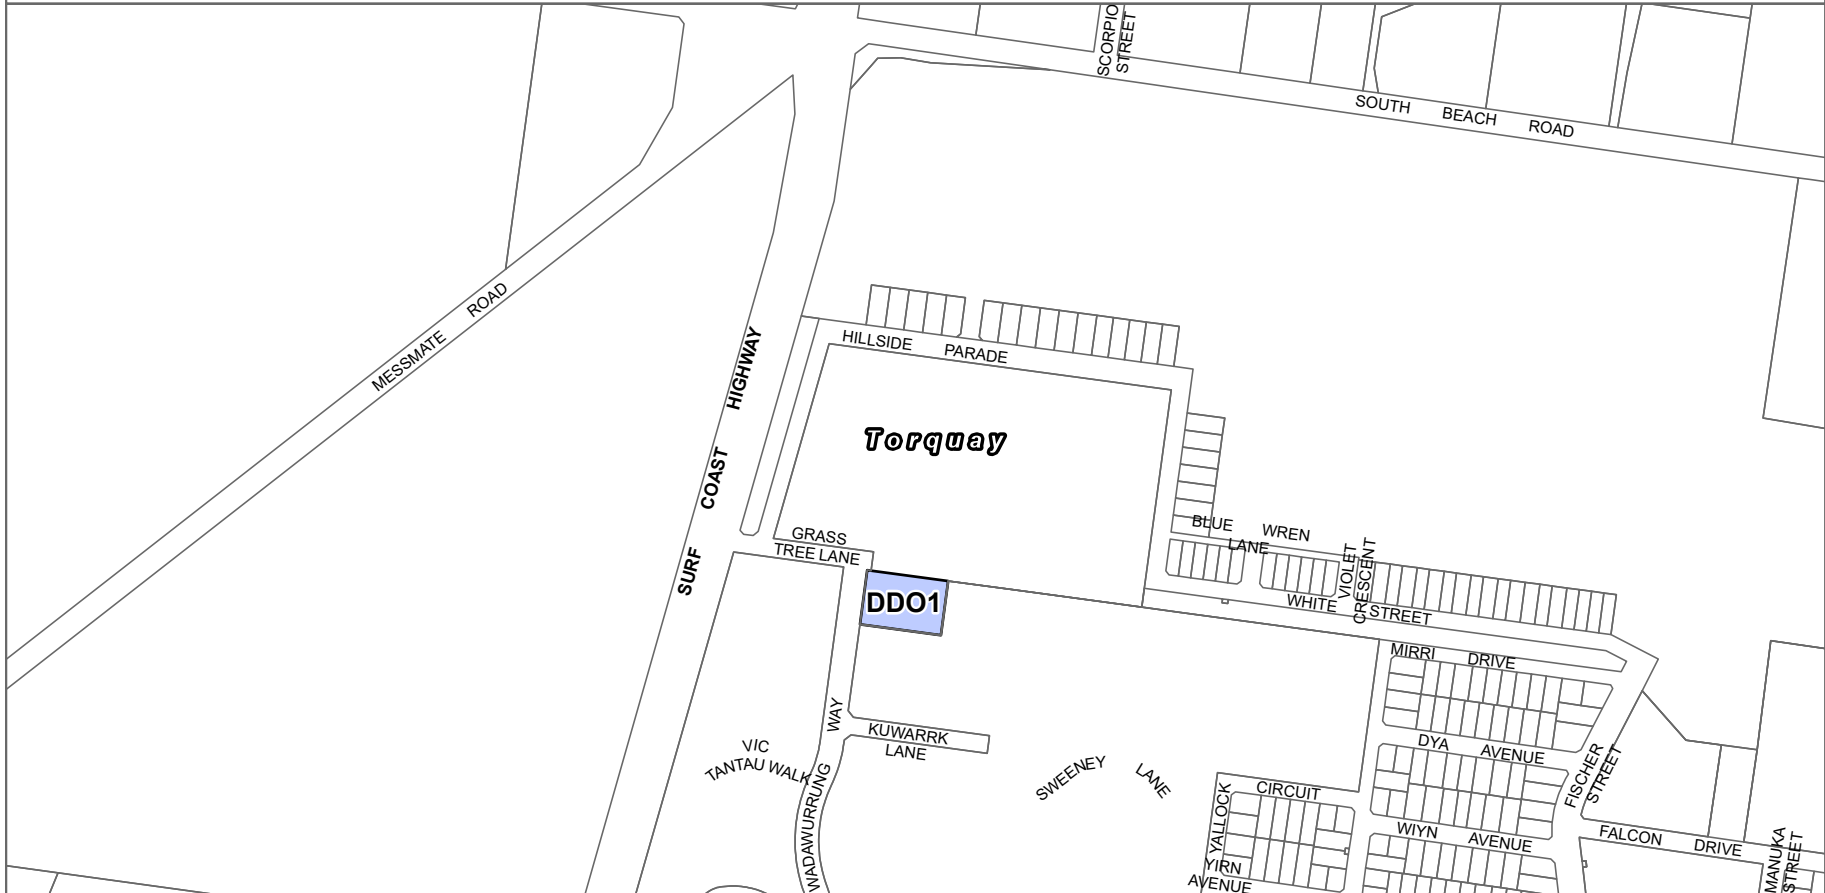 SCORPIO
STREET
SOUTH BEACH ROAD
MESSMATE ROAD
SURF COAST HIGHWAY
HILLSIDE PARADE
Torquay
GRASS
TREE LANE
BLUE WREN
LANE
VIOLET
CRESCENT
DDO1
WHITE STREET
MIRRI DRIVE
WADAWURRUNG WAY
KUWARRK
LANE
VIC
TANTAU WALK
SWEENEY LANE
DYA AVENUE
FISCHER
STREET
YALLOCK CIRCUIT
WIYN AVENUE
FALCON DRIVE
MANUKA
STREET
YIRN
AVENUE